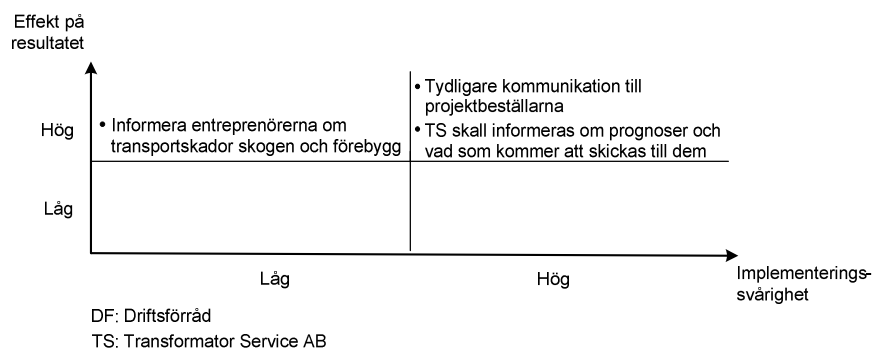 Effekt på
resultatet
Hög
• Informera entreprenörerna om
transportskador skogen och förebygg
• Tydligare kommunikation till
projektbeställarna
• TS skall informeras om prognoser och
vad som kommer att skickas till dem
Låg
Låg
Hög
Implementerings-
svårighet
DF: Driftsförråd
TS: Transformator Service AB